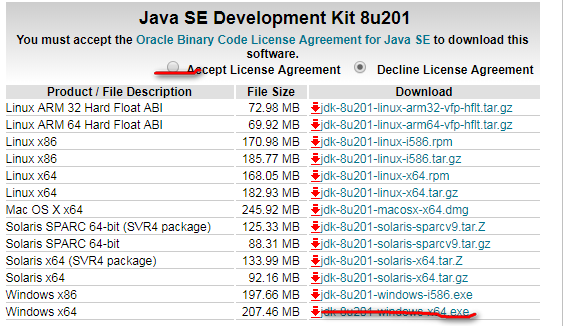 Java SE Development Kit 8u201
You must accept the Oracle Binary Code License Agreement for Java SE to download this
software.
Accept License Agreement Decline License Agreement
Product / File Description File Size Download
Linux ARM 32 Hard Float ABI 72.98 MB jdk-8u201-linux-arm32-vfp-hflt.tar.gz
Linux ARM 64 Hard Float ABI 69.92 MB jdk-8u201-linux-arm64-vfp-hflt.tar.gz
Linux x86 170.98 MB jdk-8u201-linux-i586.rpm
Linux x86 185.77 MB jdk-8u201-linux-i586.tar.gz
Linux x64 168.05 MB jdk-8u201-linux-x64.rpm
Linux x64 182.93 MB jdk-8u201-linux-x64.tar.gz
Mac OS X x64 245.92 MB jdk-8u201-macosx-x64.dmg
Solaris SPARC 64-bit (SVR4 package) 125.33 MB jdk-8u201-solaris-sparcv9.tar.Z
Solaris SPARC 64-bit 88.31 MB jdk-8u201-solaris-sparcv9.tar.gz
Solaris x64 (SVR4 package) 133.99 MB jdk-8u201-solaris-x64.tar.Z
Solaris x64 92.16 MB jdk-8u201-solaris-x64.tar.gz
Windows x86 197.66 MB jdk-8u201-windows-i586.exe
Windows x64 207.46 MB jdk-8u201-windows-x64.exe